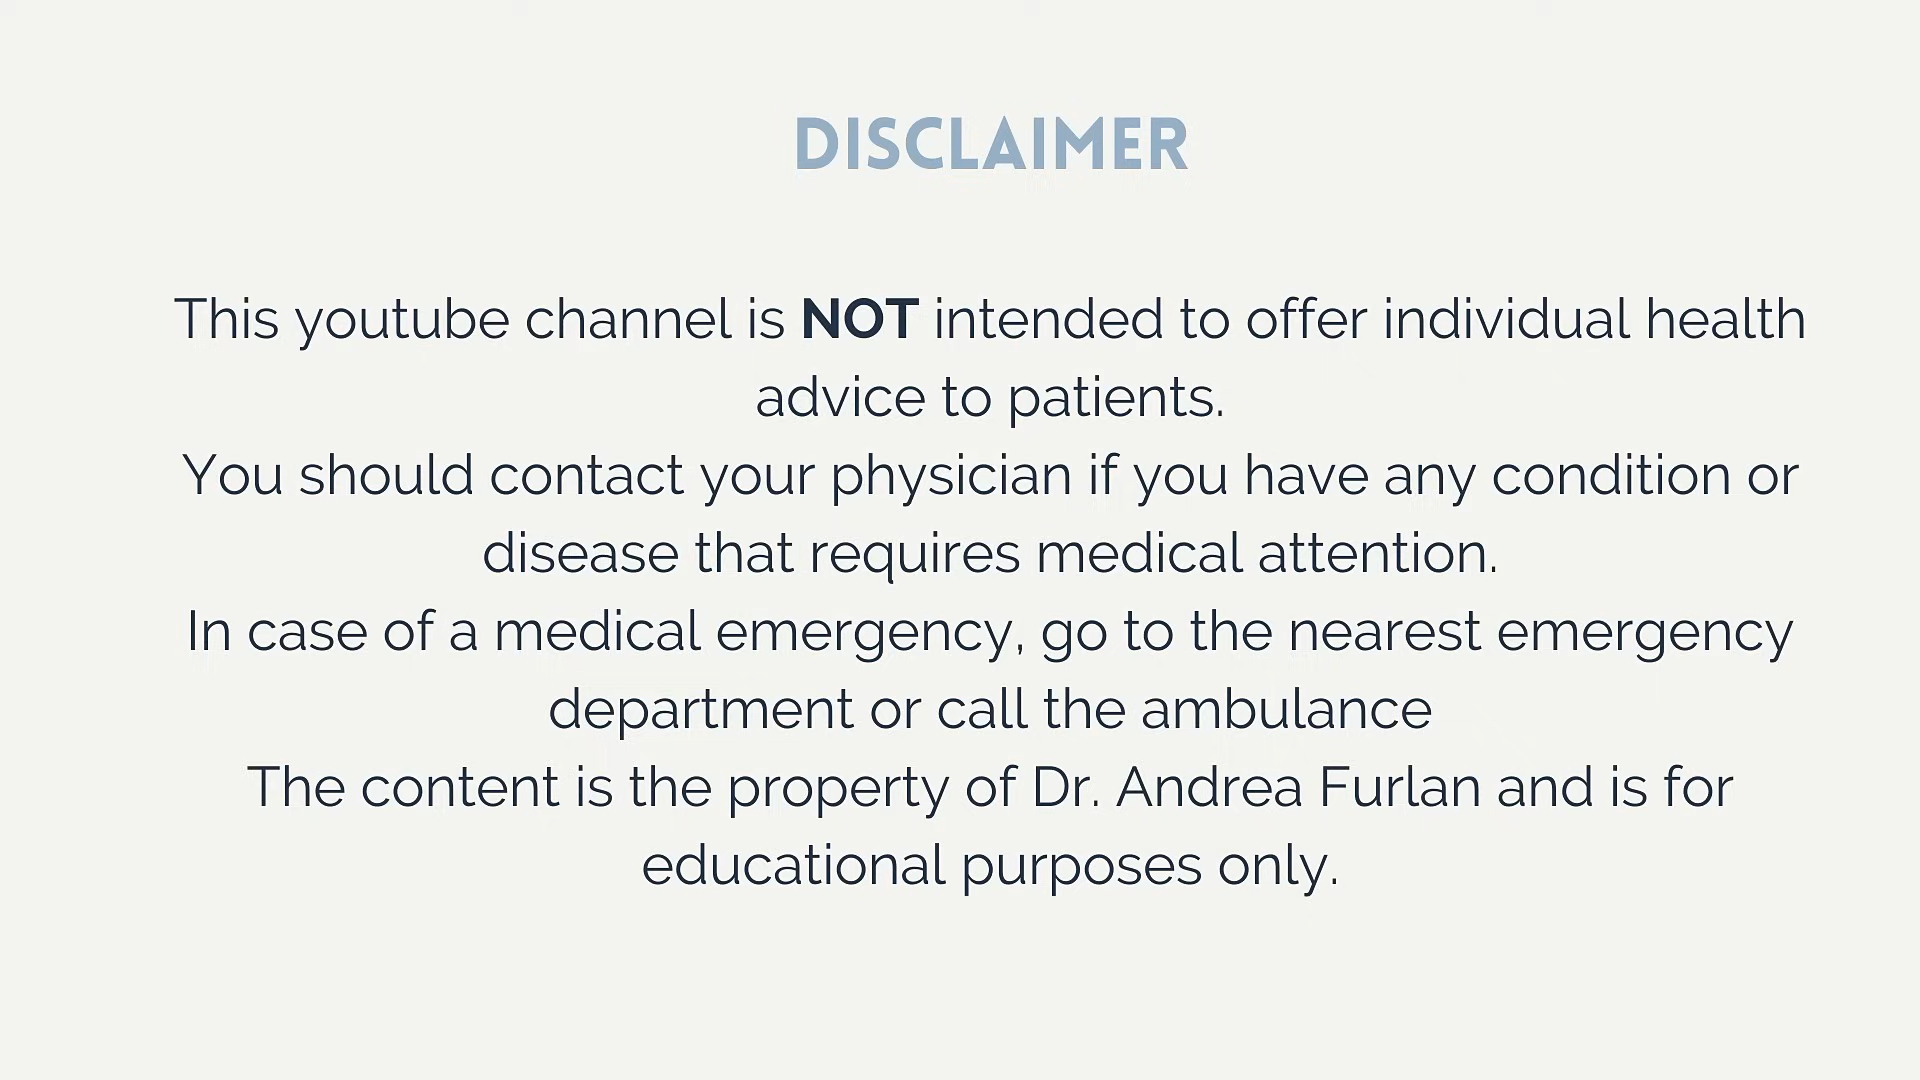 DISCLAIMER
This youtube channel is NOT intended to offer individual health
advice to patients.
You should contact your physician if you have any condition or
disease that requires medical attention.
In case of a medical emergency, go to the nearest emergency
department or call the ambulance
The content is the property of Dr. Andrea Furlan and is for
educational purposes only.